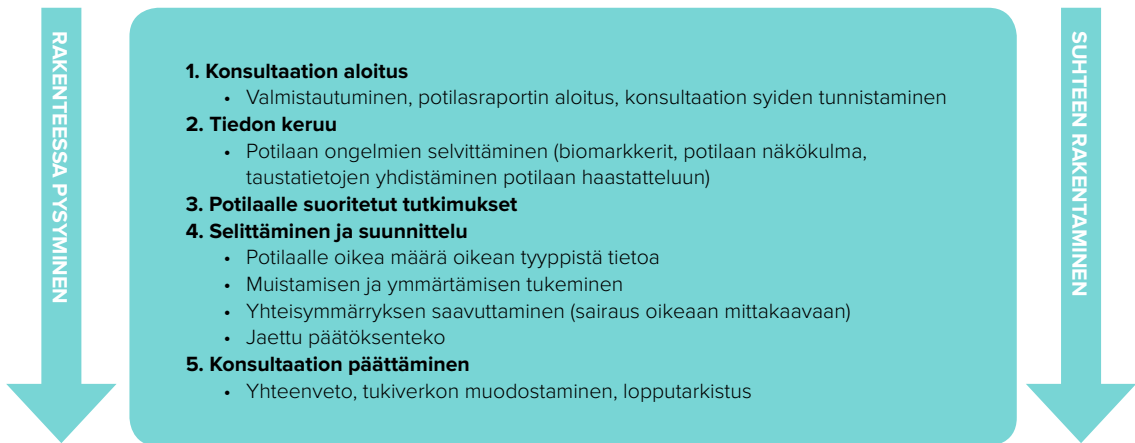 RAKENTEESSA PYSYMINEN
1. Konsultaation aloitus
• Valmistautuminen, potilasraportin aloitus, konsultaation syiden tunnistaminen
2. Tiedon keruu
• Potilaan ongelmien selvittäminen (biomarkkerit, potilaan näkökulma,
taustatietojen yhdistäminen potilaan haastatteluun)
3. Potilaalle suoritetut tutkimukset
4. Selittäminen ja suunnittelu
• Potilaalle oikea määrä oikean tyyppistä tietoa
• Muistamisen ja ymmärtämisen tukeminen
• Yhteisymmärryksen saavuttaminen (sairaus oikeaan mittakaavaan)
• Jaettu päätöksenteko
5. Konsultaation päättäminen
• Yhteenveto, tukiverkon muodostaminen, lopputarkistus
SUHTEEN RAKENTAMINEN